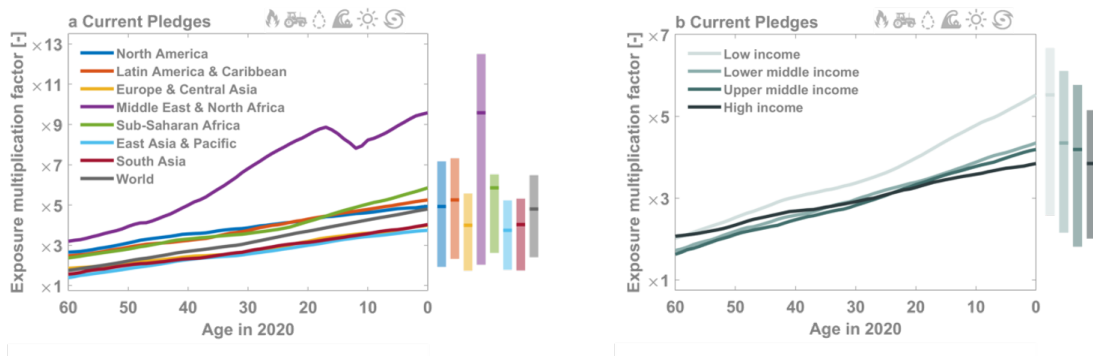 a Current Pledges
Exposure multiplication factor [-]
×13
×11
×9
×7
×5
×3
×1
North America
Latin America & Caribbean
Europe & Central Asia
Middle East & North Africa
Sub-Saharan Africa
East Asia & Pacific
South Asia
World
60 50 40 30 20 10 0
Age in 2020
b Current Pledges
Exposure multiplication factor [-]
×7
×5
×3
×1
Low income
Lower middle income
Upper middle income
High income
60 50 40 30 20 10 0
Age in 2020